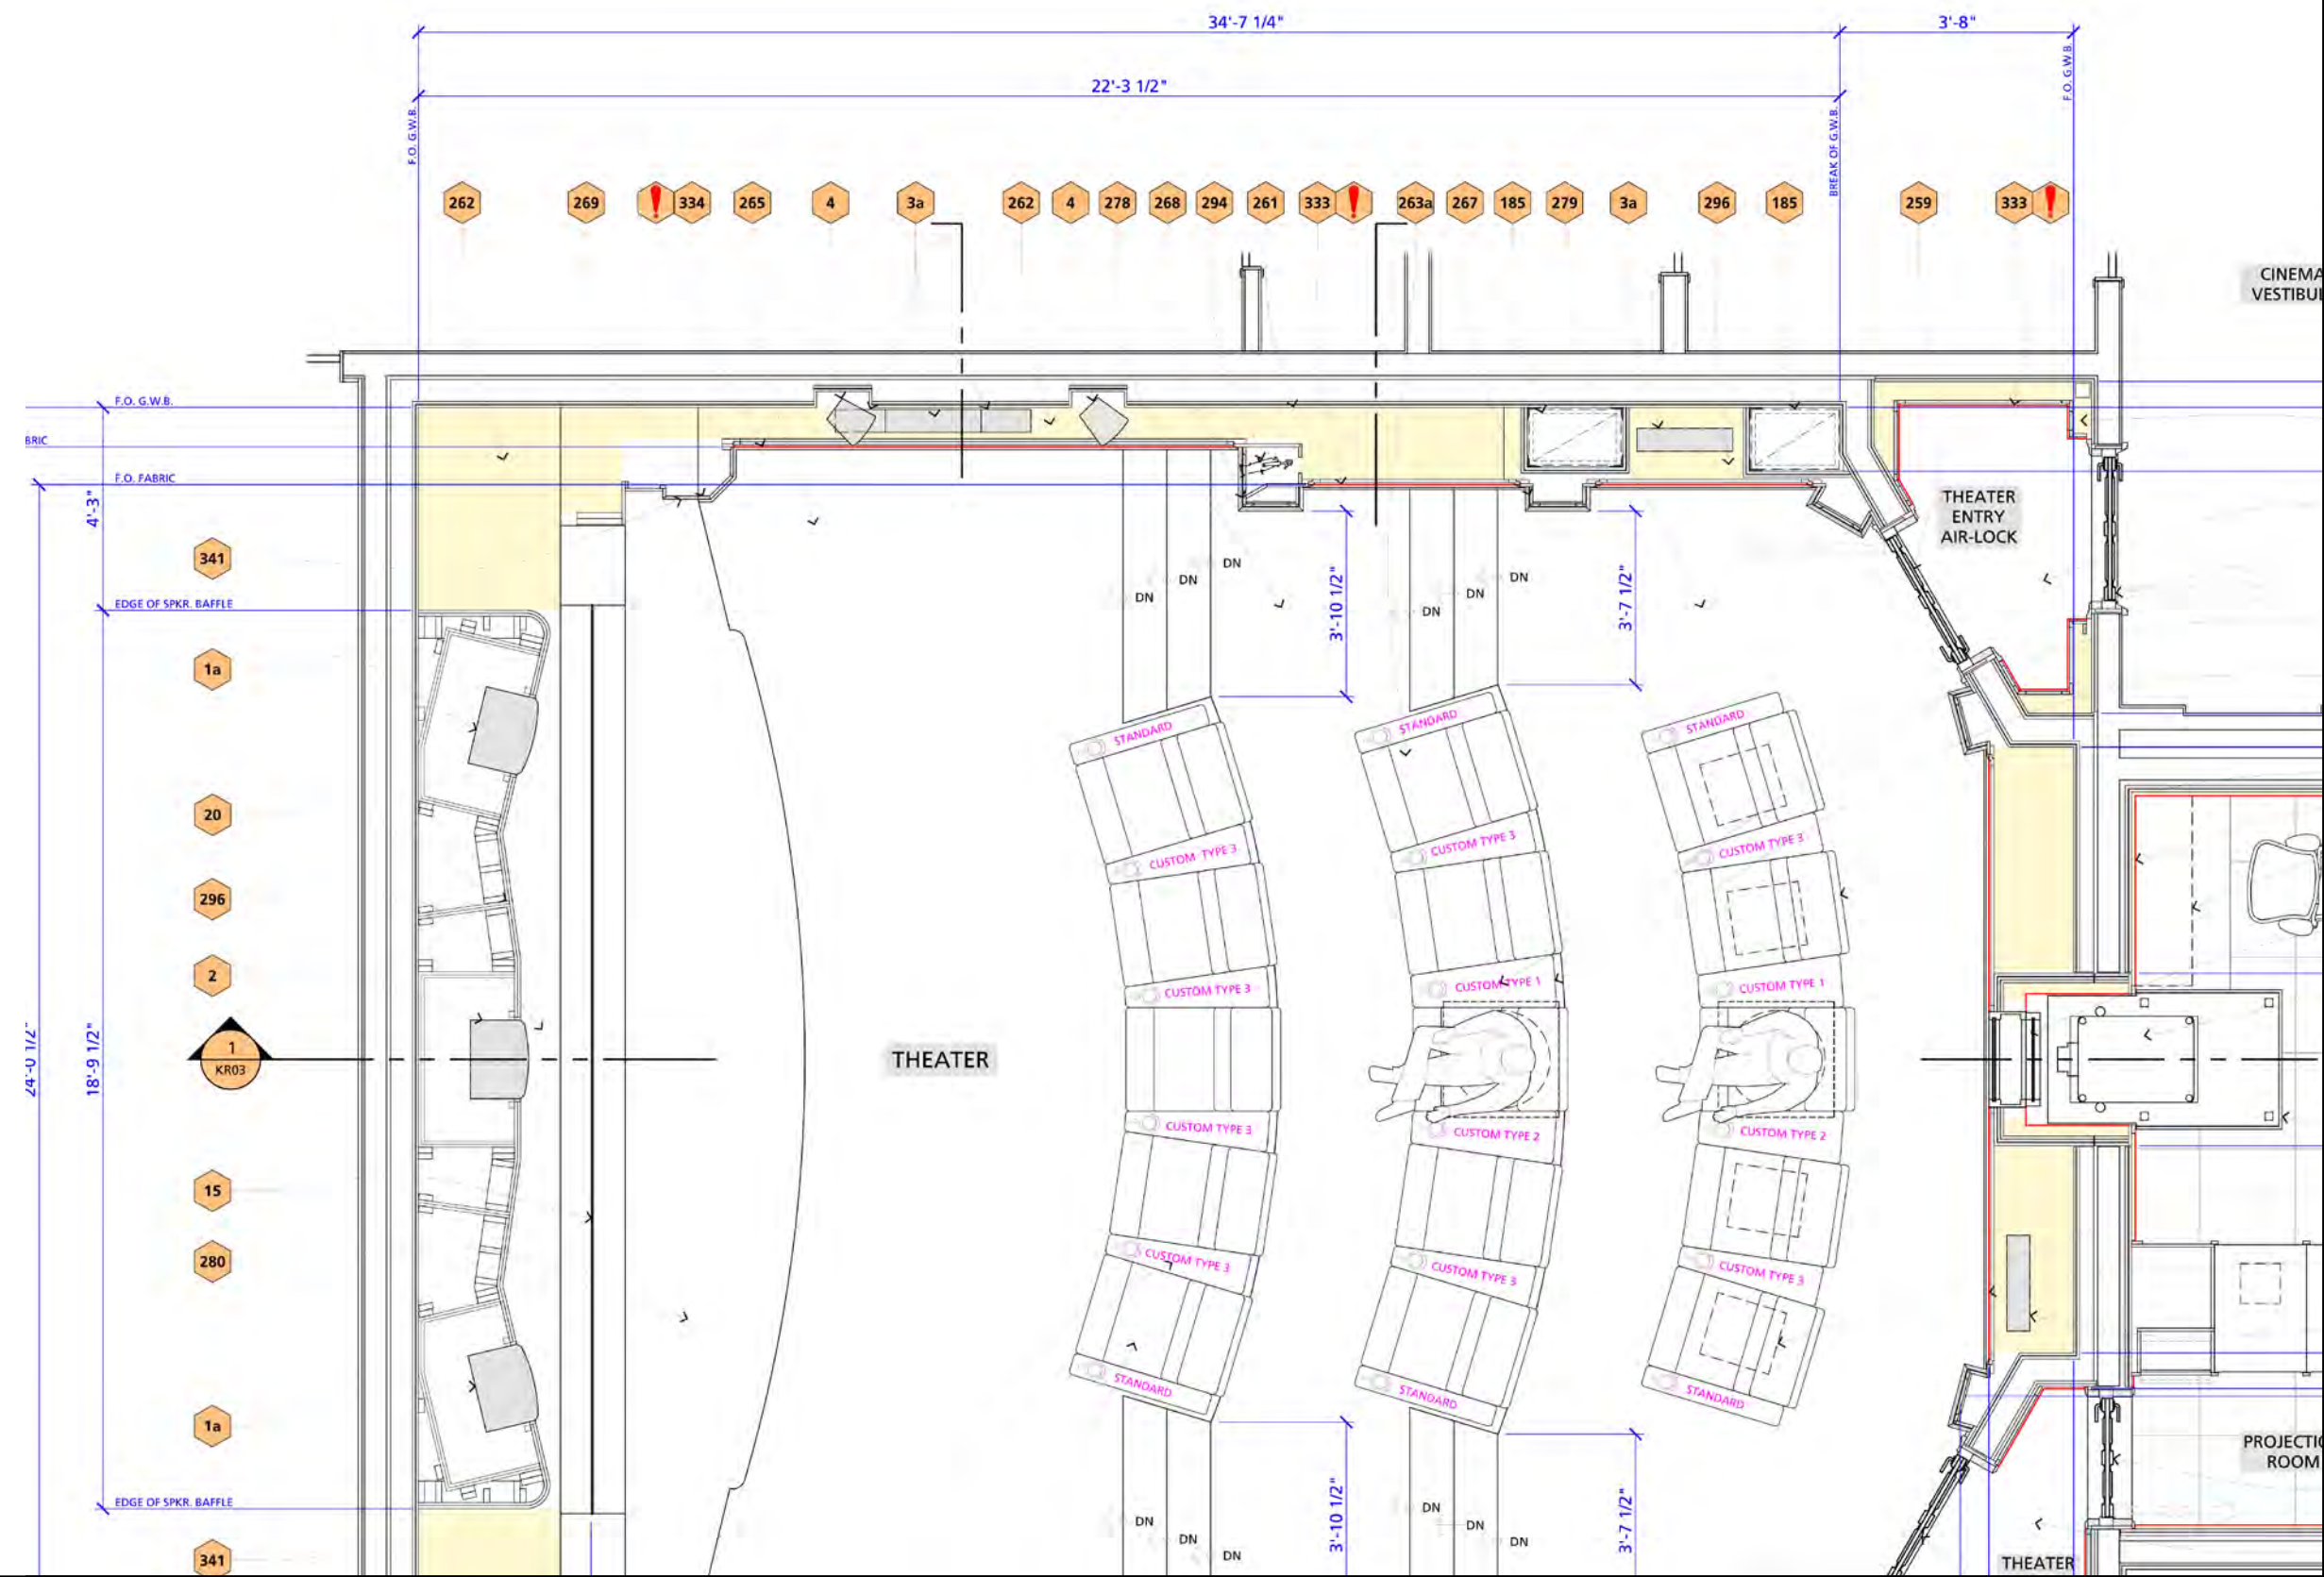 34'-7 1/4"
3'-8"
22'-3 1/2"
F.O. G.W.B.
BREAK OF G.W.B.
F.O. G.W.B.
262
269
!
334
265
4
3a
262
4
278
268
294
261
333
!
263a
267
185
279
3a
296
185
259
333
!
CINEMA
F.O. G.W.B.
BRIC
F.O. FABRIC
4'-3"
THEATER
ENTRY
AIR-LOCK
341
DN
DN
DN
3'-10 1/2"
DN
DN
DN
3'-7 1/2"
EDGE OF SPKR. BAFFLE
1a
STANDARD
STANDARD
STANDARD
20
CUSTOM TYPE 3
CUSTOM TYPE 3
CUSTOM TYPE 3
296
2
CUSTOM TYPE 3
CUSTOM TYPE 1
CUSTOM TYPE 1
24'-0 1/2"
18'-9 1/2"
1
KR03
THEATER
CUSTOM TYPE 3
CUSTOM TYPE 2
CUSTOM TYPE 2
15
280
CUSTOM TYPE 3
CUSTOM TYPE 3
CUSTOM TYPE 3
STANDARD
STANDARD
STANDARD
1a
PROJECTIO
ROOM
EDGE OF SPKR. BAFFLE
DN
DN
DN
3'-10 1/2"
DN
DN
DN
3'-7 1/2"
341
THEATER